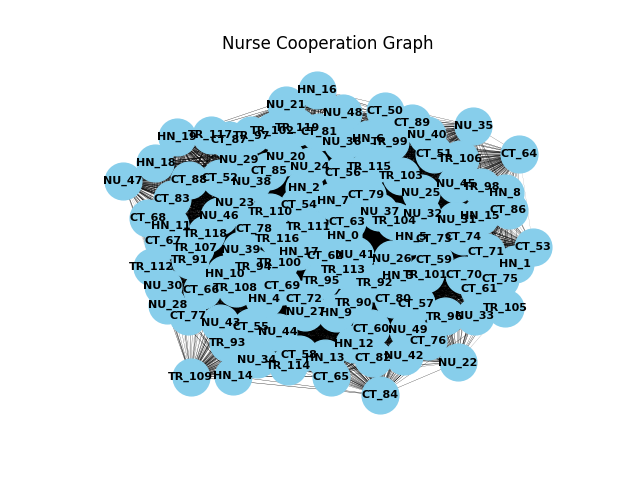 Nurse Cooperation Graph
HN_16
NU_21
NU_48
CT_50
CT_89
NU_35
HN_19
TR_117
CT_87
TR_97
TR_102
TR_119
CT_81
NU_36
HN_6
TR_99
NU_40
CT_51
TR_106
CT_64
HN_18
NU_29
NU_20
NU_47
CT_88
CT_52
NU_38
CT_85
NU_24
CT_56
TR_115
TR_103
NU_45
TR_98
HN_8
CT_83
HN_2
CT_79
NU_25
CT_68
NU_23
CT_54
HN_7
CT_86
NU_46
TR_110
NU_37
NU_32
HN_11
TR_111
CT_63
TR_104
NU_31
HN_15
CT_67
TR_118
CT_78
TR_116
HN_0
HN_5
CT_73
CT_74
TR_107
NU_39
HN_17
NU_41
CT_53
TR_91
TR_100
NU_26
CT_59
CT_71
TR_112
HN_10
TR_113
TR_101
CT_70
HN_1
NU_30
CT_66
TR_108
CT_69
TR_95
TR_92
CT_61
CT_75
NU_28
HN_4
CT_72
TR_90
CT_80
CT_57
TR_105
CT_77
NU_43
CT_55
NU_27
HN_9
NU_33
NU_44
CT_60
NU_49
TR_93
HN_12
CT_76
NU_34
CT_58
HN_13
CT_82
NU_42
NU_22
TR_114
TR_109
HN_14
CT_65
CT_84